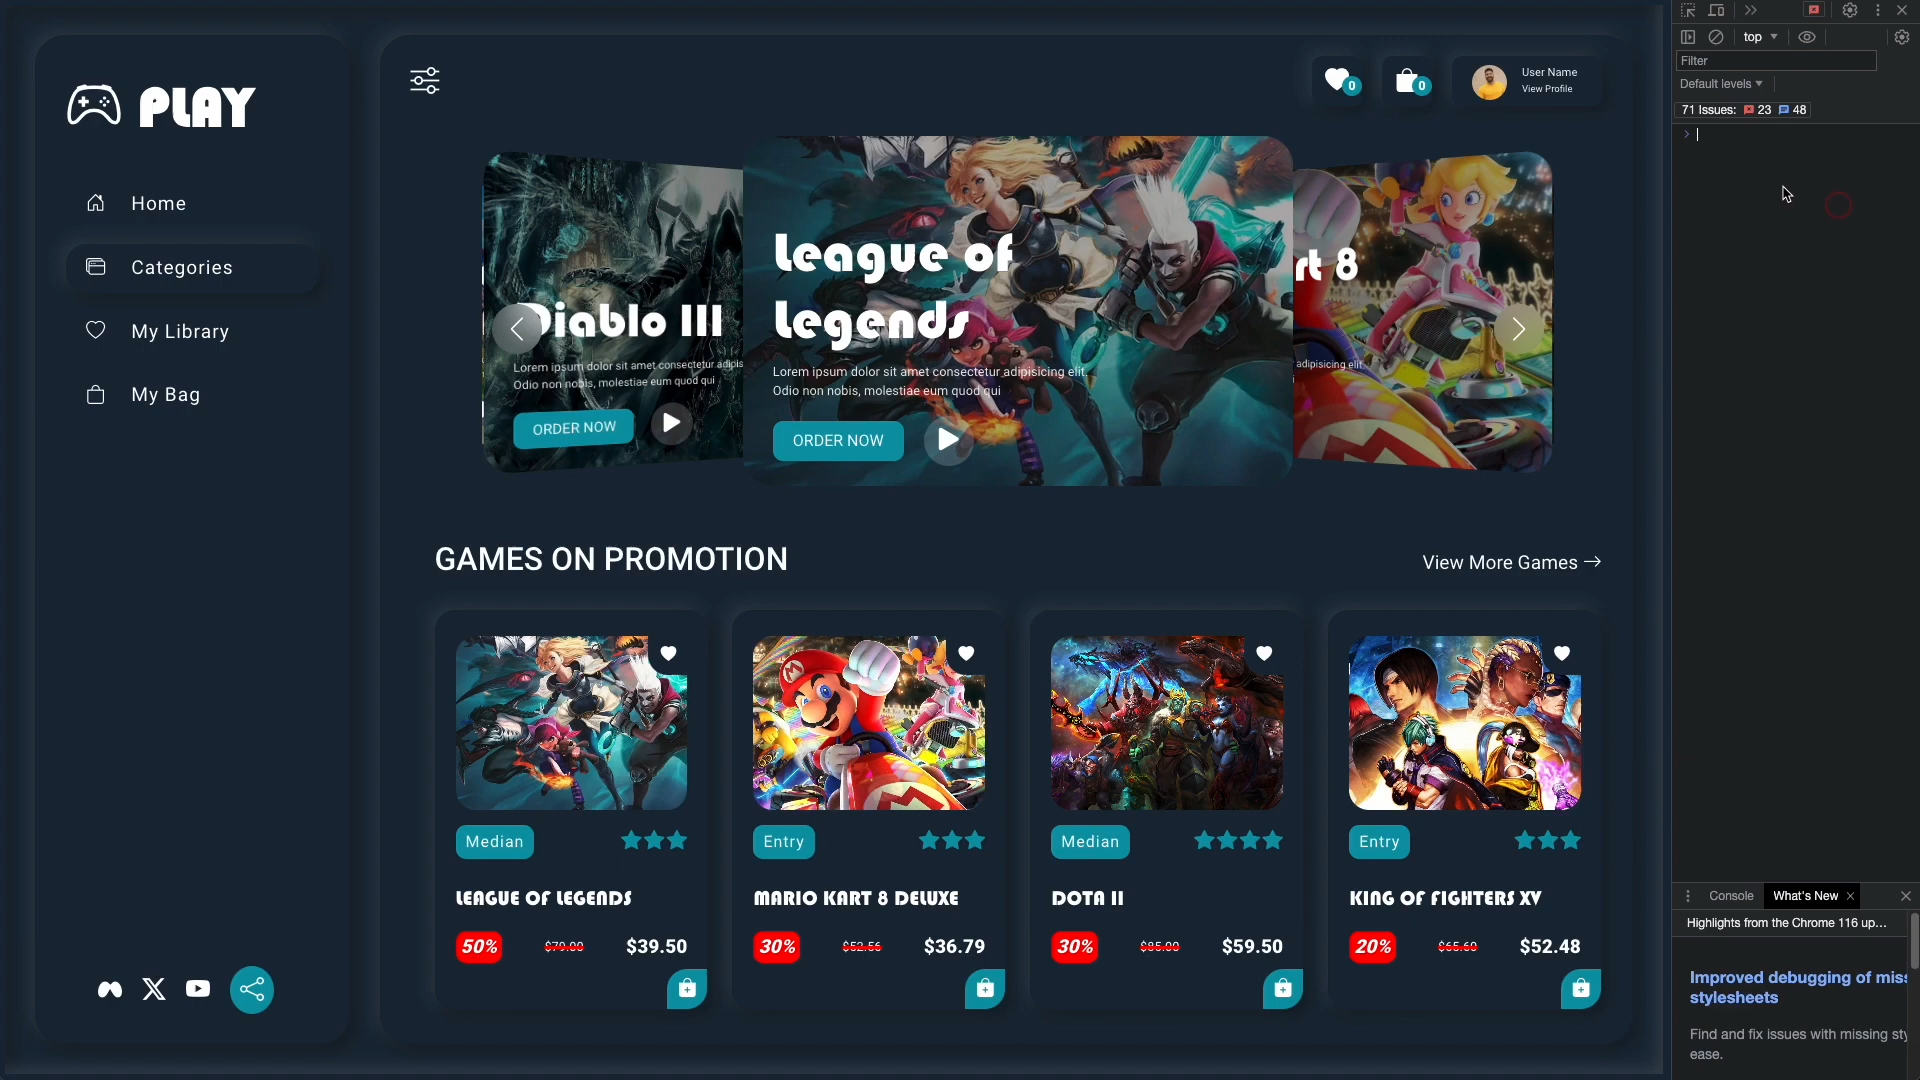 PLAY
Home
Categories
My Library
My Bag
0
0
User Name
View Profile
Diablo III
Lorem ipsum dolor sit amet consectetur adipis
Odio non nobis, molestiae eum quod qui
ORDER NOW
League of
Legends
Lorem ipsum dolor sit amet consectetur adipisicing elit.
Odio non nobis, molestiae eum quod qui
ORDER NOW
rt 8
adipisicing elit
GAMES ON PROMOTION
View More Games
Median
LEAGUE OF LEGENDS
50% $79.00 $39.50
Entry
MARIO KART 8 DELUXE
30% $52.56 $36.79
Median
DOTA II
30% $85.00 $59.50
Entry
KING OF FIGHTERS XV
20% $65.60 $52.48
top
Filter
Default levels
71 Issues: 23 48
Console What's New
Highlights from the Chrome 116 up...
Improved debugging of miss
stylesheets
Find and fix issues with missing sty
ease.